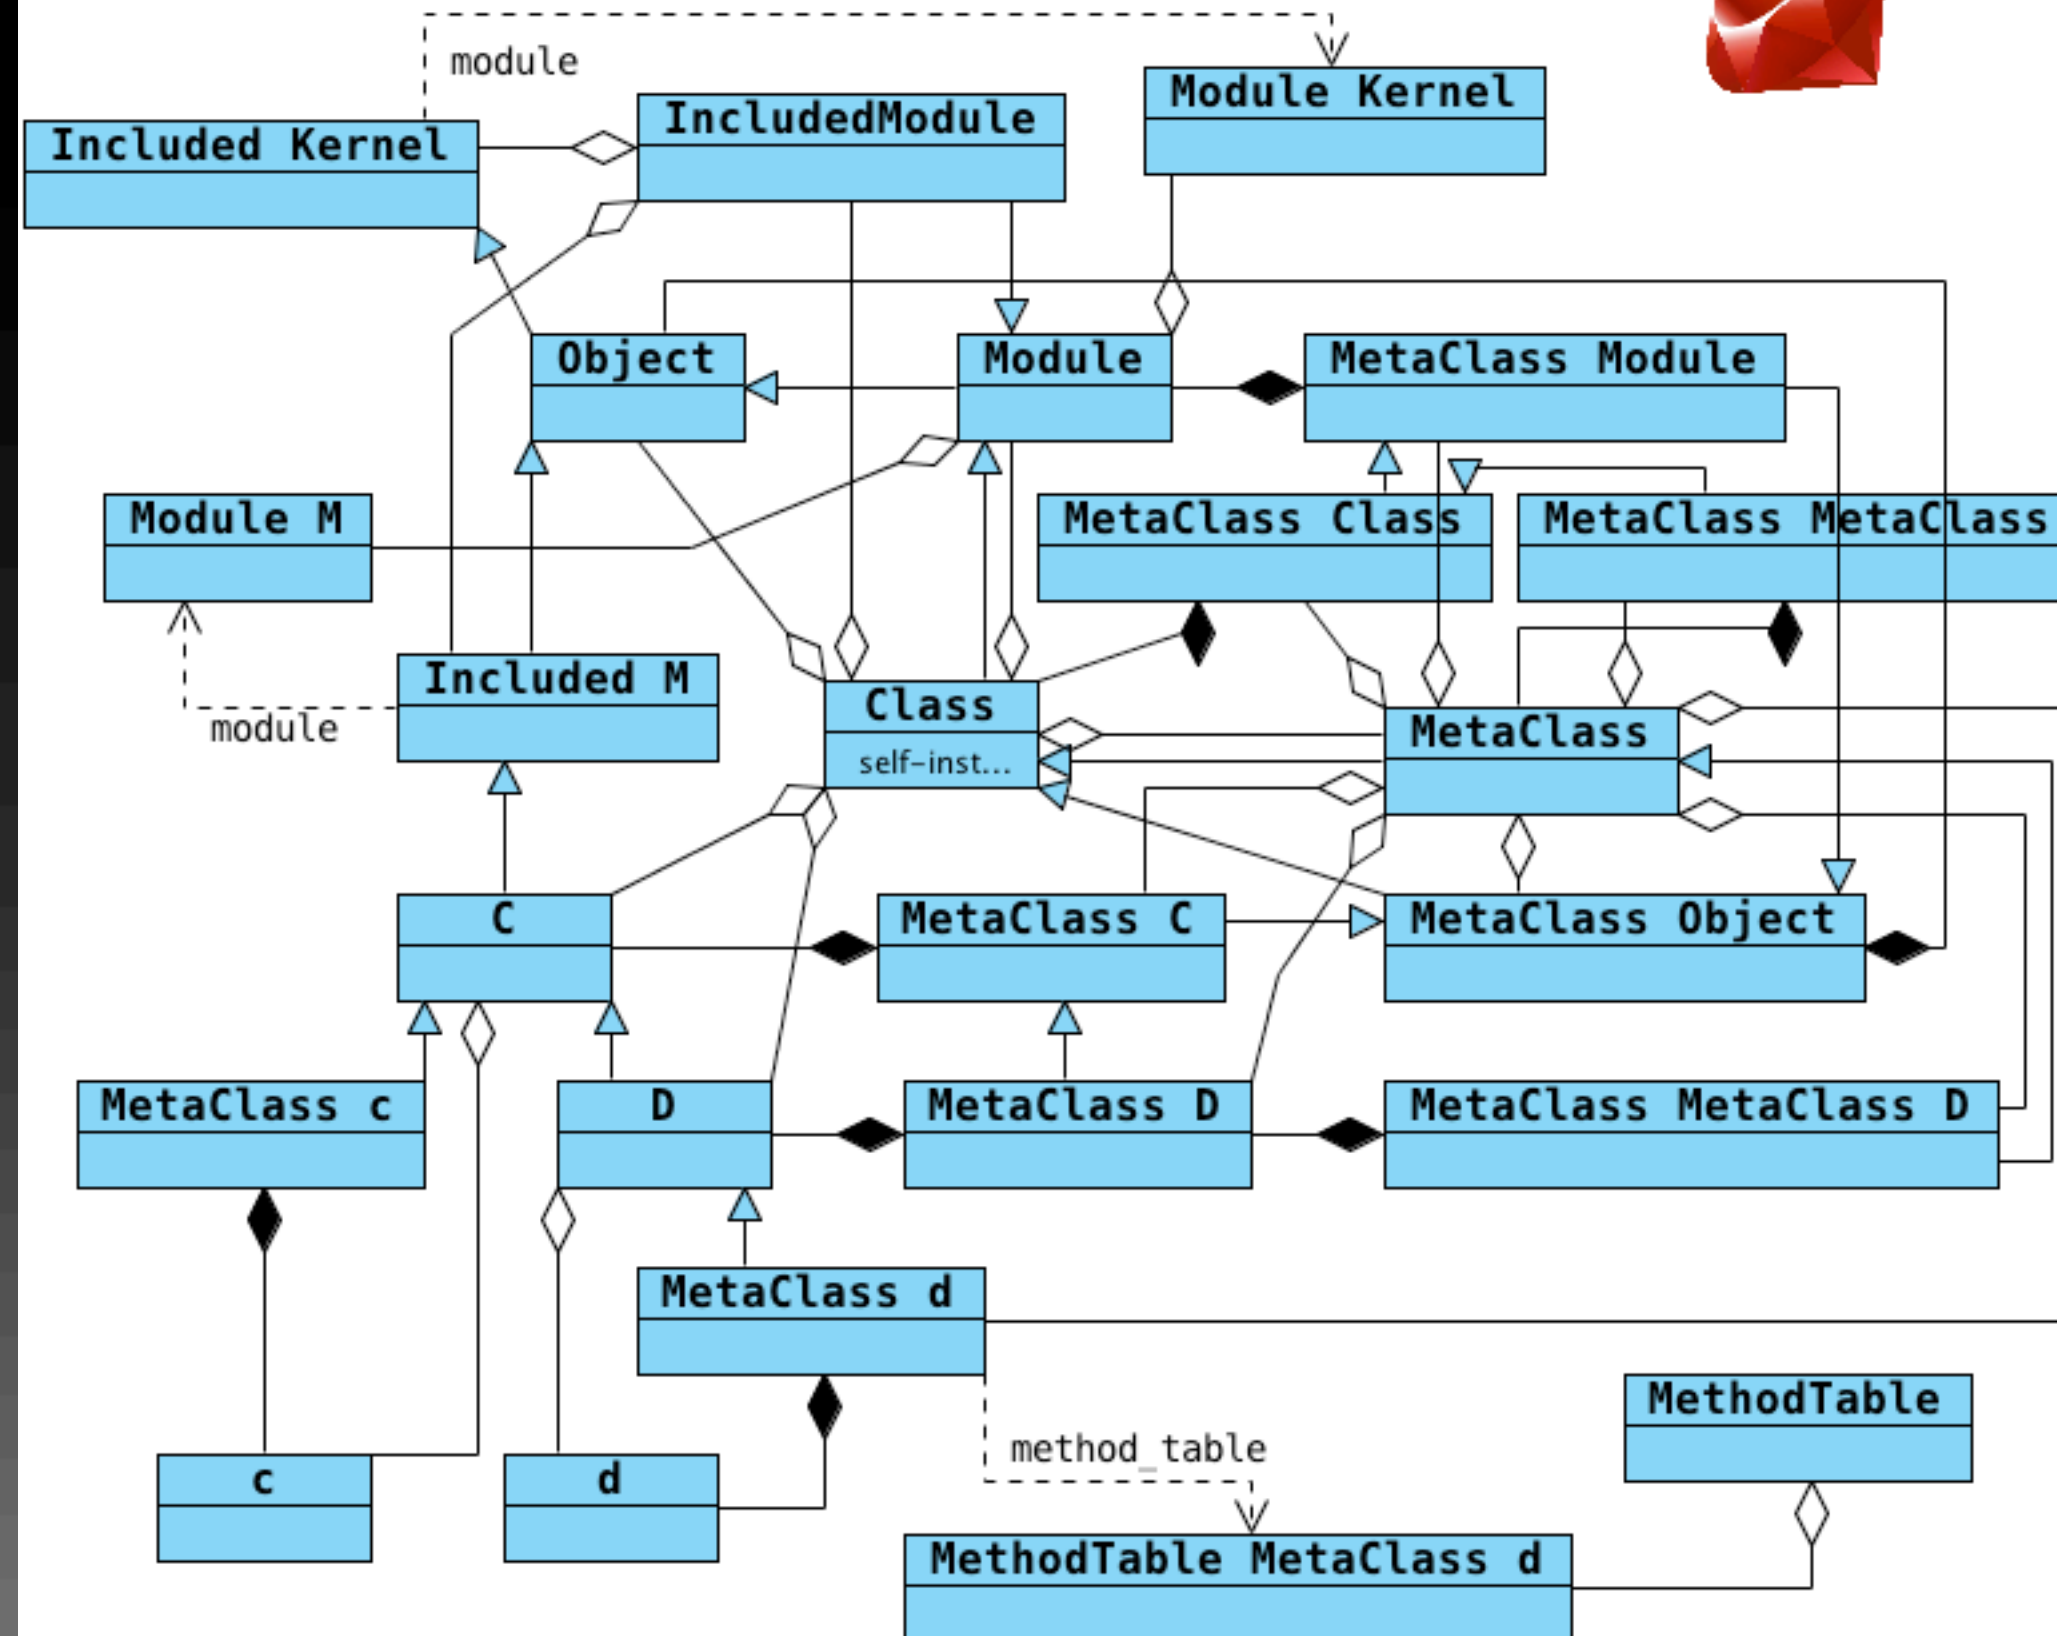 module
Module Kernel
IncludedModule
Included Kernel
Object
Module
MetaClass Module
Module M
MetaClass Class
MetaClass MetaClass
Included M
module
Class
self-inst...
MetaClass
C
MetaClass C
MetaClass Object
MetaClass c
D
MetaClass D
MetaClass MetaClass D
MetaClass d
MethodTable
method_table
c
d
MethodTable MetaClass d